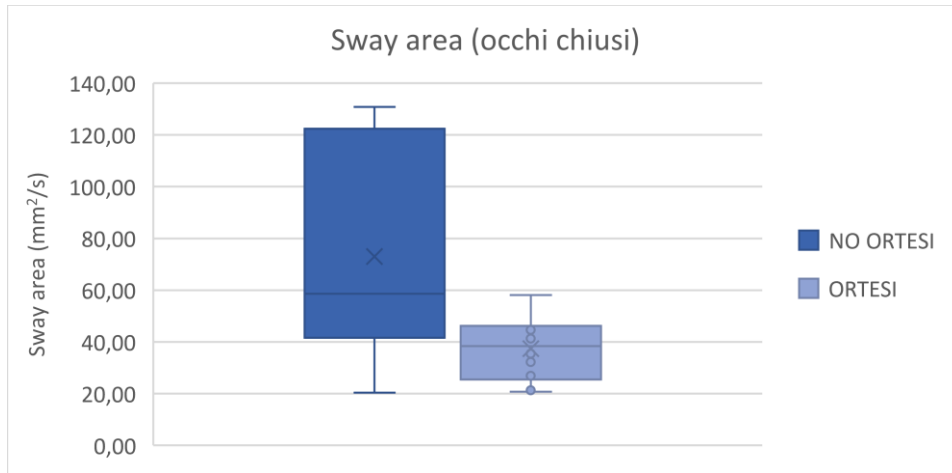 Sway area (occhi chiusi)
140,00
120,00
100,00
80,00
60,00
40,00
20,00
0,00
Sway area (mm²/s)
NO ORTESI
ORTESI